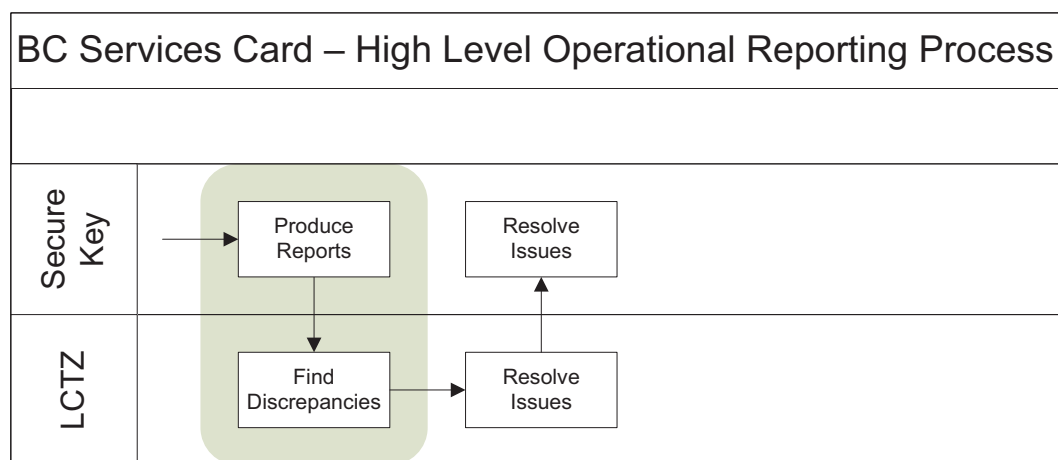 BC Services Card – High Level Operational Reporting Process
Secure
Key
Produce
Reports
Resolve
Issues
LCTZ
Find
Discrepancies
Resolve
Issues